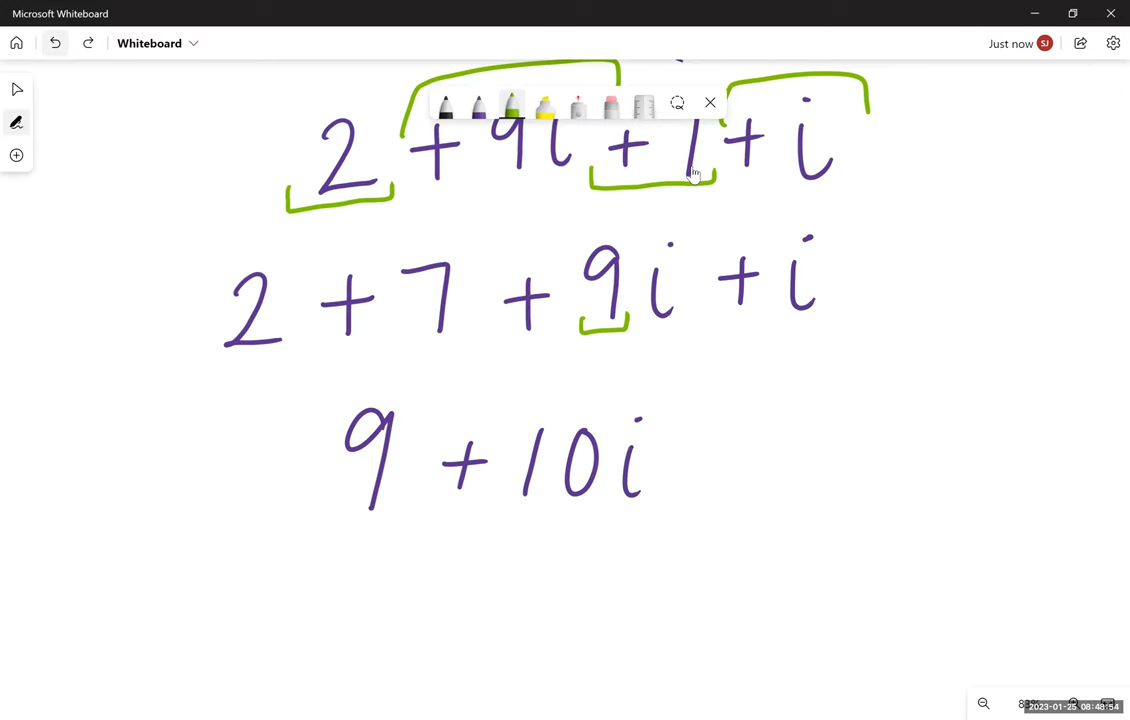 Microsoft Whiteboard
Whiteboard
Just now SJ
2 + 9i + 7 + i
2 + 7 + 9i + i
9 + 10i
2023-01-25 08:48:54